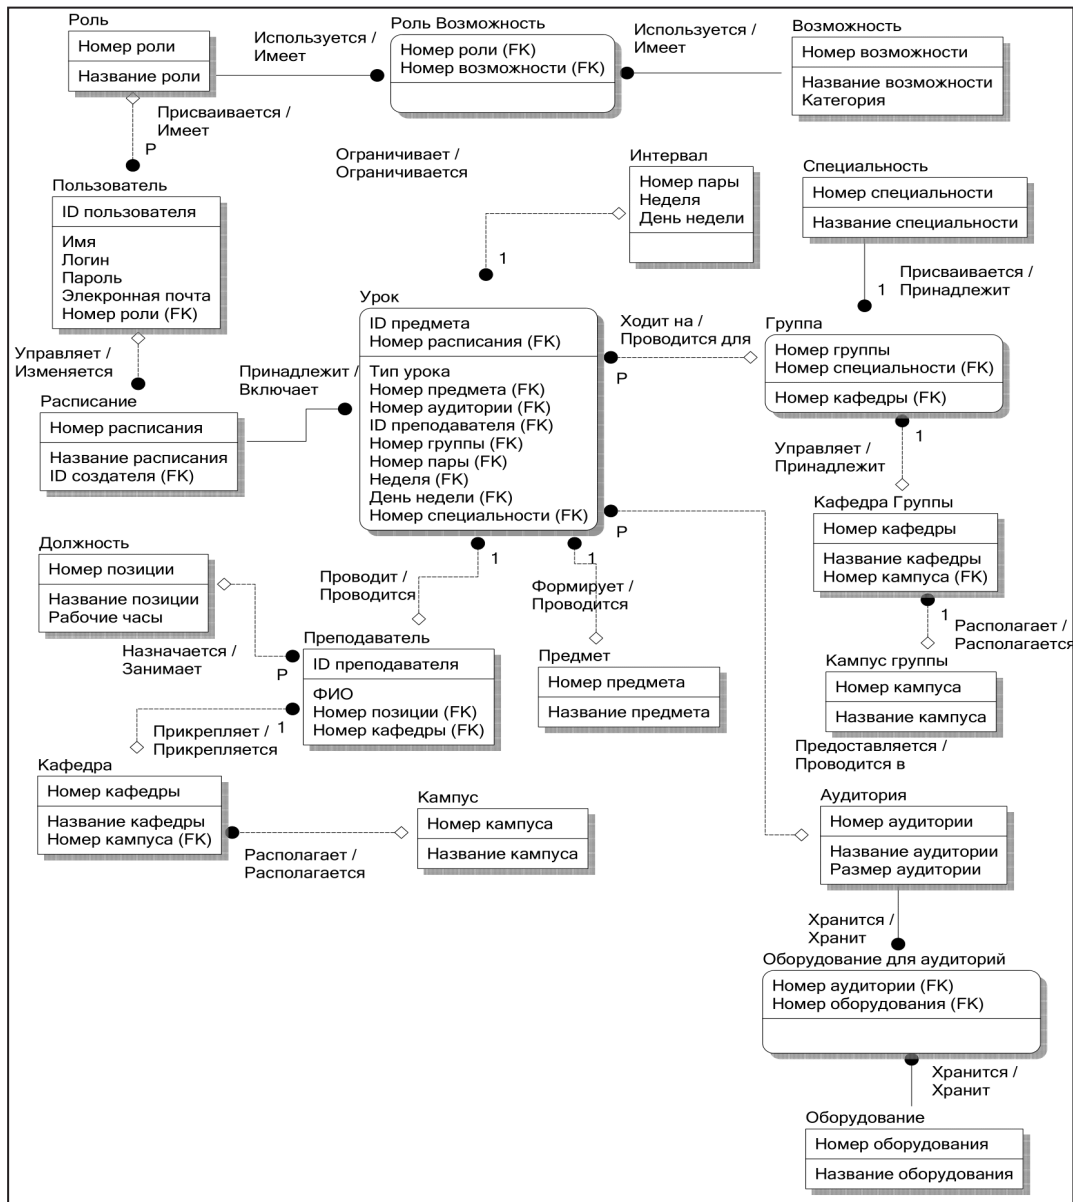 Роль
Номер роли
Название роли
Используется /
Имеет
Роль Возможность
Номер роли (FK)
Номер возможности (FK)
Используется /
Имеет
Возможность
Номер возможности
Название возможности
Категория
Присваивается /
Имеет
P
Ограничивает /
Ограничивается
1
Интервал
Номер пары
Неделя
День недели
Специальность
Номер специальности
Название специальности
Пользователь
ID пользователя
Имя
Логин
Пароль
Элекронная почта
Номер роли (FK)
Присваивается /
Принадлежит
1
Урок
ID предмета
Номер расписания (FK)
Тип урока
Номер предмета (FK)
Номер аудитории (FK)
ID преподавателя (FK)
Номер группы (FK)
Номер пары (FK)
Неделя (FK)
День недели (FK)
Номер специальности (FK)
Ходит на /
Проводится для
P
Группа
Номер группы
Номер специальности (FK)
Номер кафедры (FK)
Управляет /
Изменяется
Принадлежит /
Включает
Расписание
Номер расписания
Название расписания
ID создателя (FK)
1
Управляет /
Принадлежит
Кафедра Группы
Номер кафедры
Название кафедры
Номер кампуса (FK)
P
Должность
Номер позиции
Название позиции
Рабочие часы
Проводит /
Проводится
1
Формирует /
Проводится
1
1
Располагает /
Располагается
Назначается /
Занимает
P
Преподаватель
ID преподавателя
ФИО
Номер позиции (FK)
Номер кафедры (FK)
Предмет
Номер предмета
Название предмета
Кампус группы
Номер кампуса
Название кампуса
Прикрепляет /
Прикрепляется
1
Предоставляется /
Проводится в
Кафедра
Номер кафедры
Название кафедры
Номер кампуса (FK)
Располагает /
Располагается
Кампус
Номер кампуса
Название кампуса
Аудитория
Номер аудитории
Название аудитории
Размер аудитории
Хранится /
Хранит
Оборудование для аудиторий
Номер аудитории (FK)
Номер оборудования (FK)
Хранится /
Хранит
Оборудование
Номер оборудования
Название оборудования